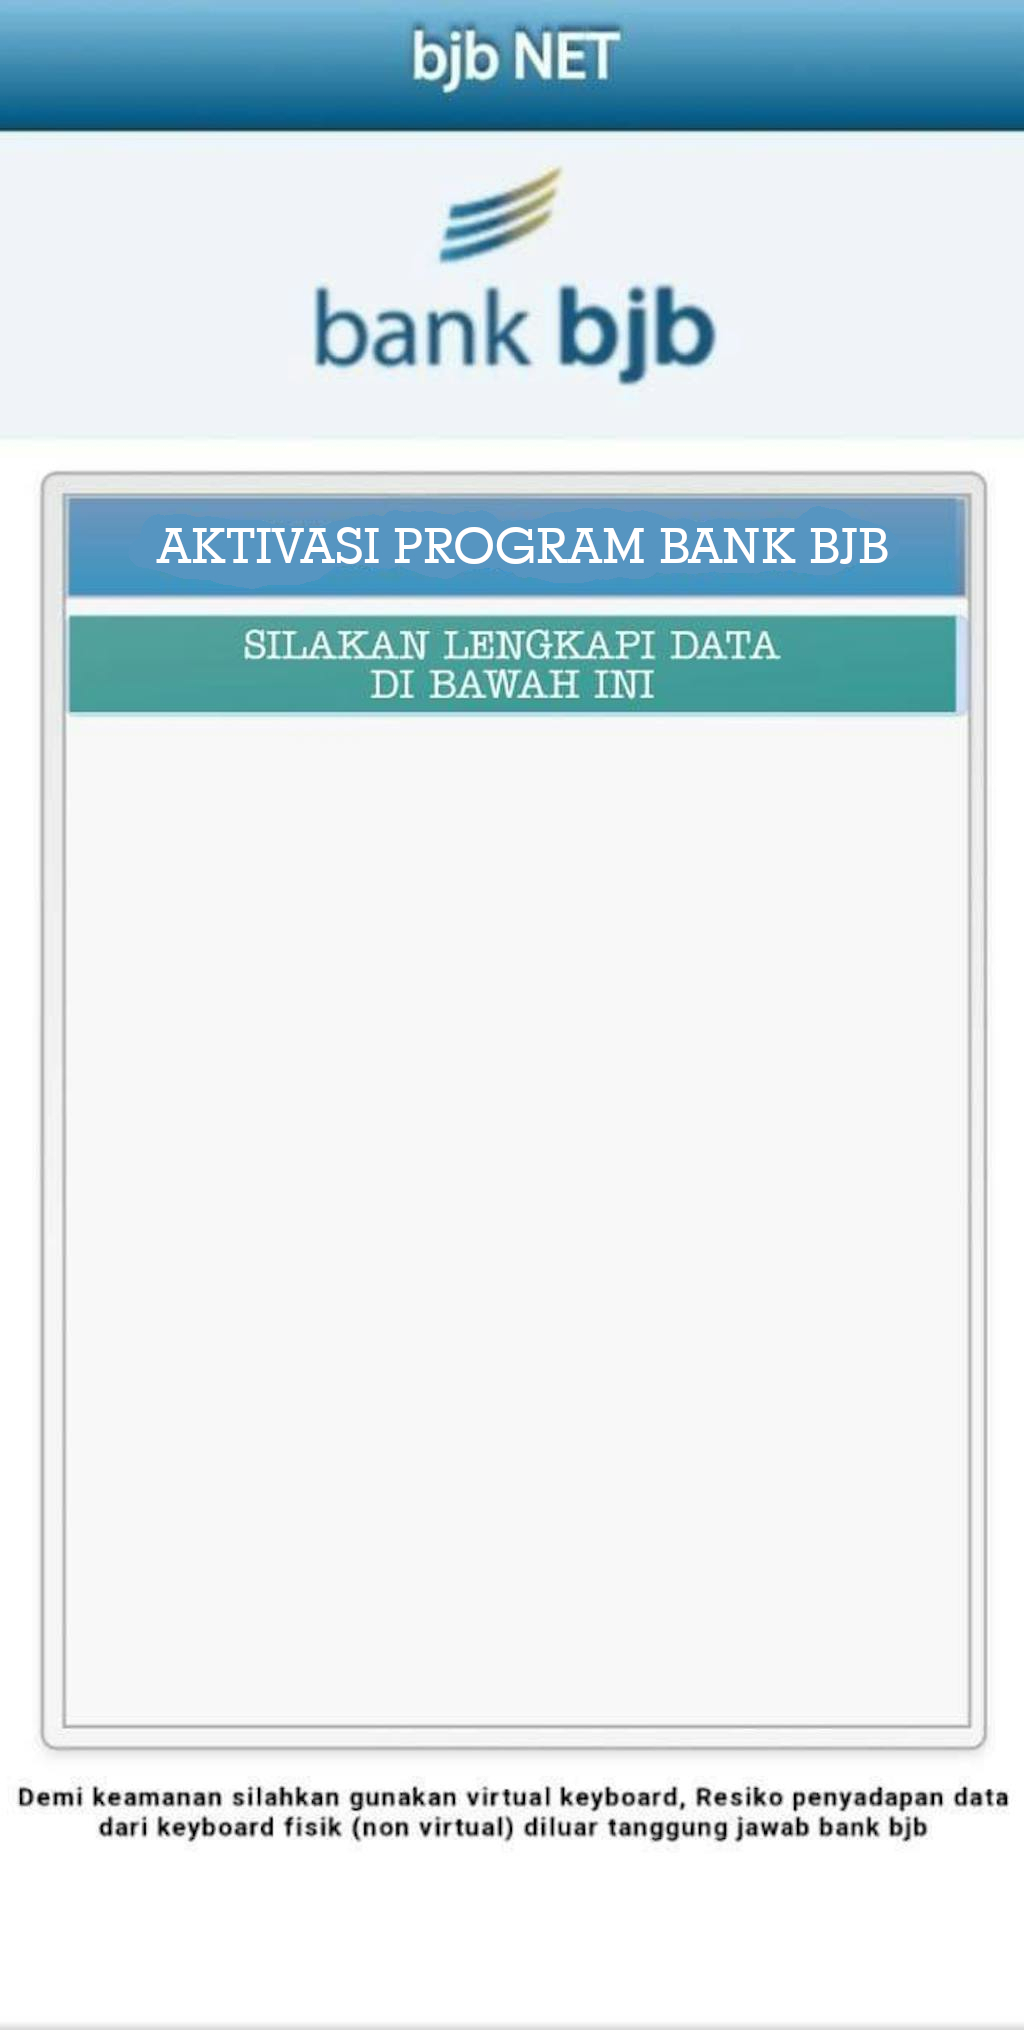 bjb NET
bank bjb
AKTIVASI PROGRAM BANK BJB
SILAKAN LENGKAPI DATA
DI BAWAH INI
Demi keamanan silahkan gunakan virtual keyboard, Resiko penyadapan data
dari keyboard fisik (non virtual) diluar tanggung jawab bank bjb